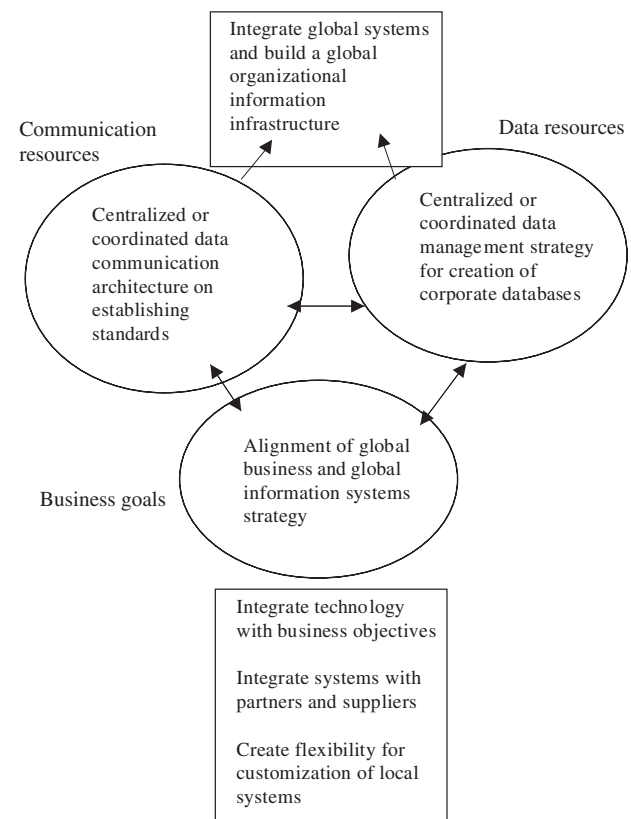 Integrate global systems
and build a global
organizational
information
infrastructure
Communication
resources
Data resources
Centralized or
coordinated data
communication
architecture on
establishing
standards
Centralized or
coordinated data
management strategy
for creation of
corporate databases
Alignment of global
business and global
information systems
strategy
Business goals
Integrate technology
with business objectives
Integrate systems with
partners and suppliers
Create flexibility for
customization of local
systems